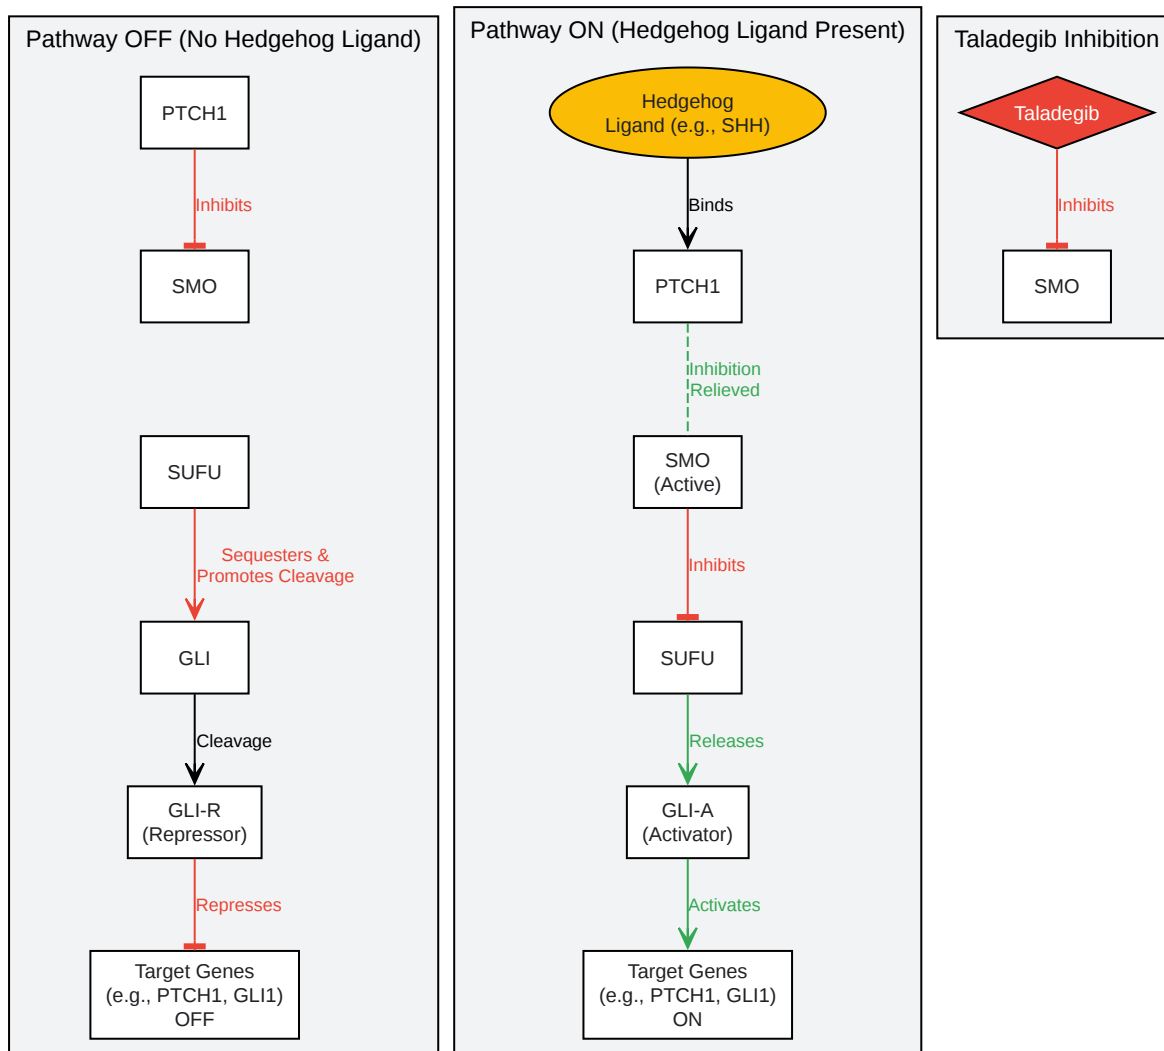 Pathway OFF (No Hedgehog Ligand)
PTCH1
Inhibits
SMO
SUFU
Sequesters &
Promotes Cleavage
GLI
Cleavage
GLI-R
(Repressor)
Represses
Target Genes
(e.g., PTCH1, GLI1)
OFF
Pathway ON (Hedgehog Ligand Present)
Hedgehog
Ligand (e.g., SHH)
Binds
PTCH1
Inhibition
Relieved
SMO
(Active)
Inhibits
SUFU
Releases
GLI-A
(Activator)
Activates
Target Genes
(e.g., PTCH1, GLI1)
ON
Taladegib Inhibition
Taladegib
Inhibits
SMO